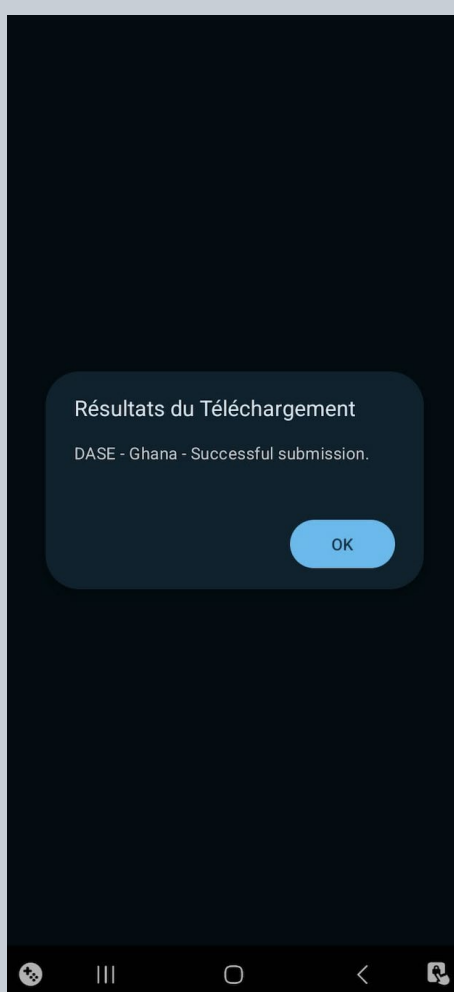 Résultats du Téléchargement
DASE - Ghana - Successful submission.
OK